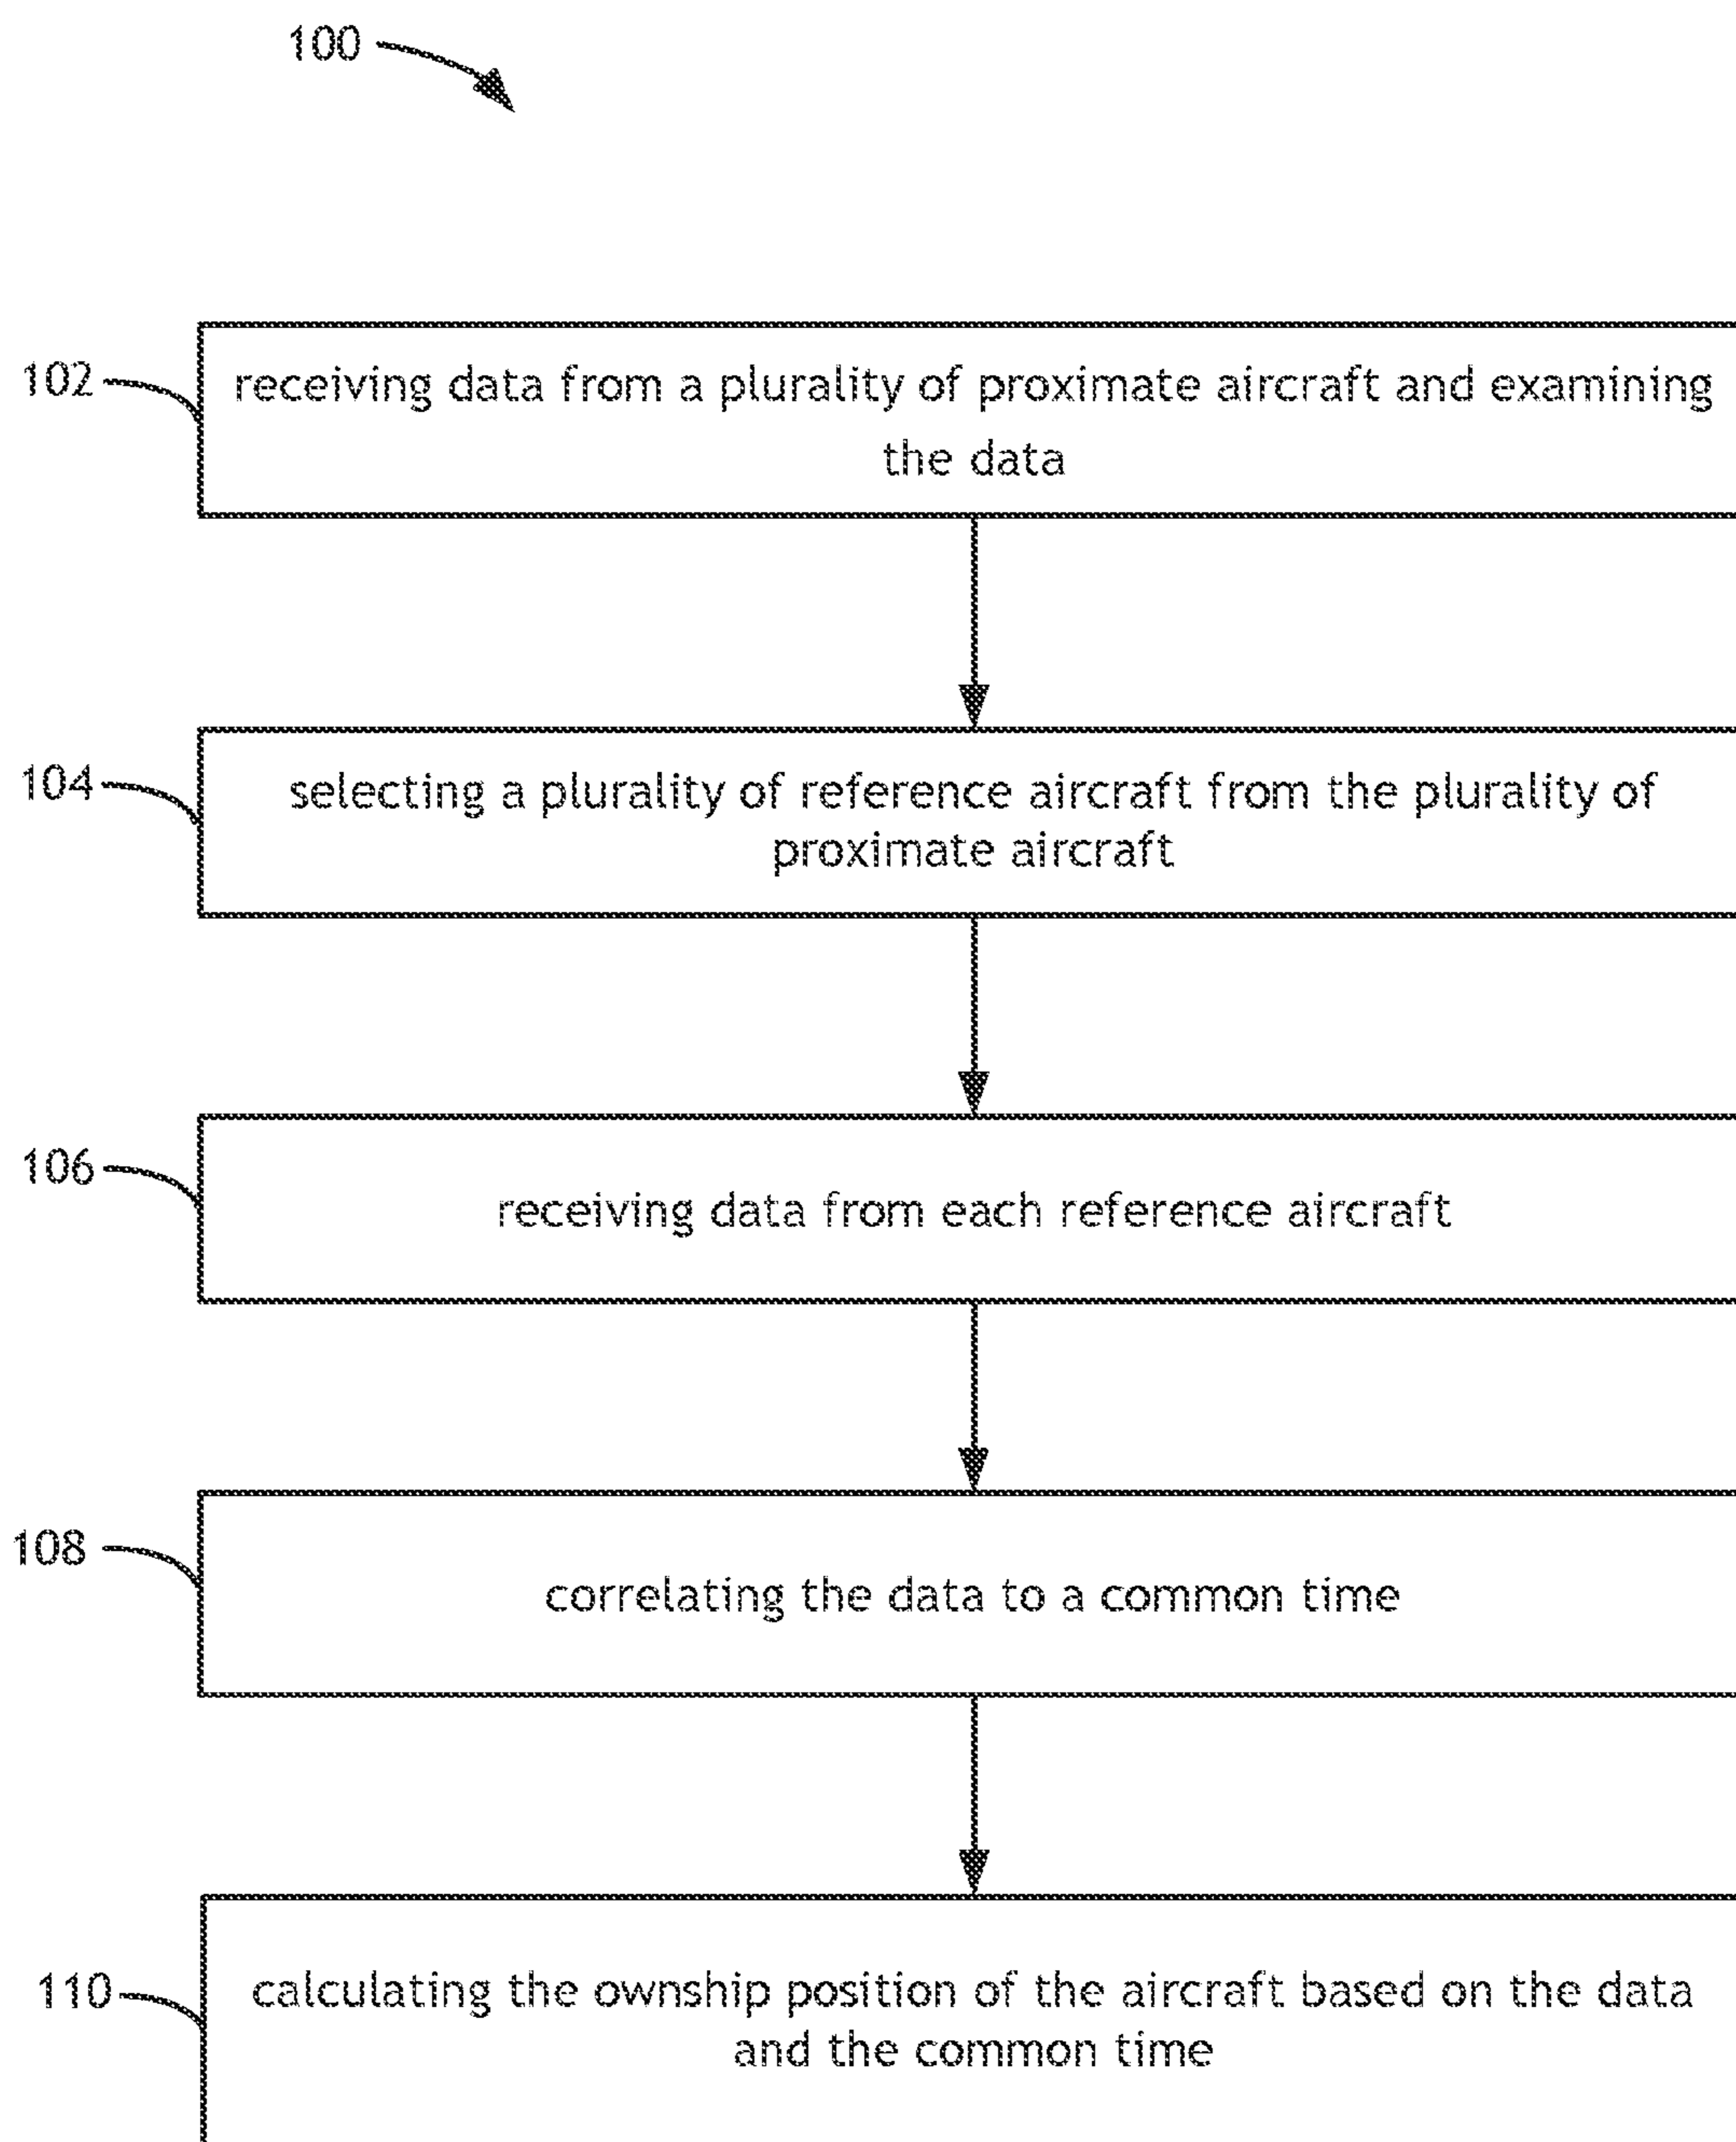 100
102
receiving data from a plurality of proximate aircraft and examining
the data
104
selecting a plurality of reference aircraft from the plurality of
proximate aircraft
106
receiving data from each reference aircraft
108
correlating the data to a common time
110
calculating the ownship position of the aircraft based on the data
and the common time